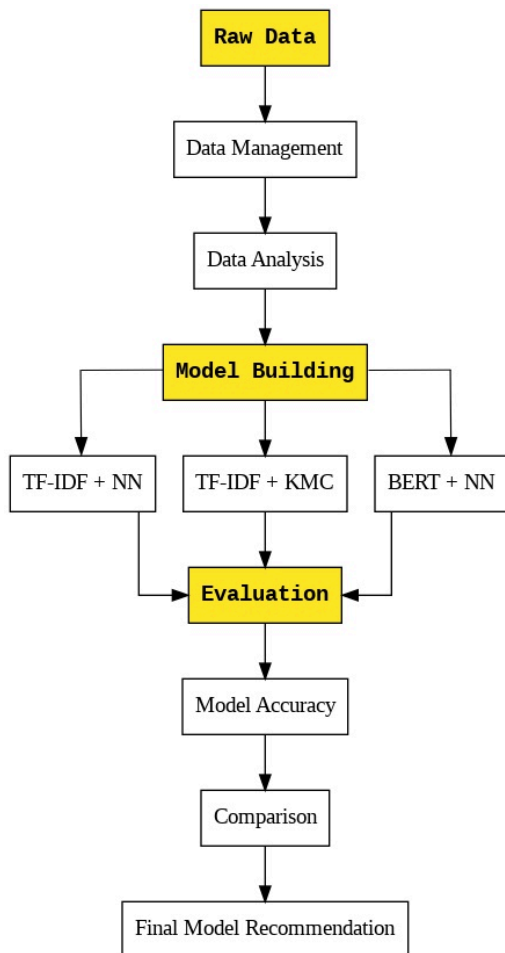 Raw Data
Data Management
Data Analysis
Model Building
TF-IDF + NN
TF-IDF + KMC
BERT + NN
Evaluation
Model Accuracy
Comparison
Final Model Recommendation